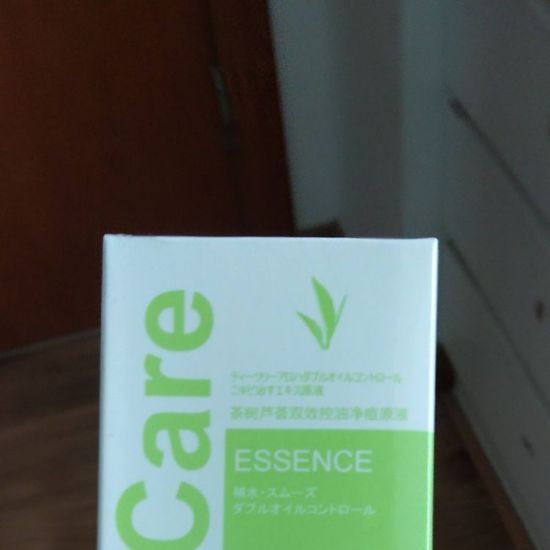 Care
ティーツリーアロハダブルオイルコントロール
ニキビ治すエキス原液
茶树芦荟双效控油净痘原液
ESSENCE
補水・スムーズ
ダブルオイルコントロール